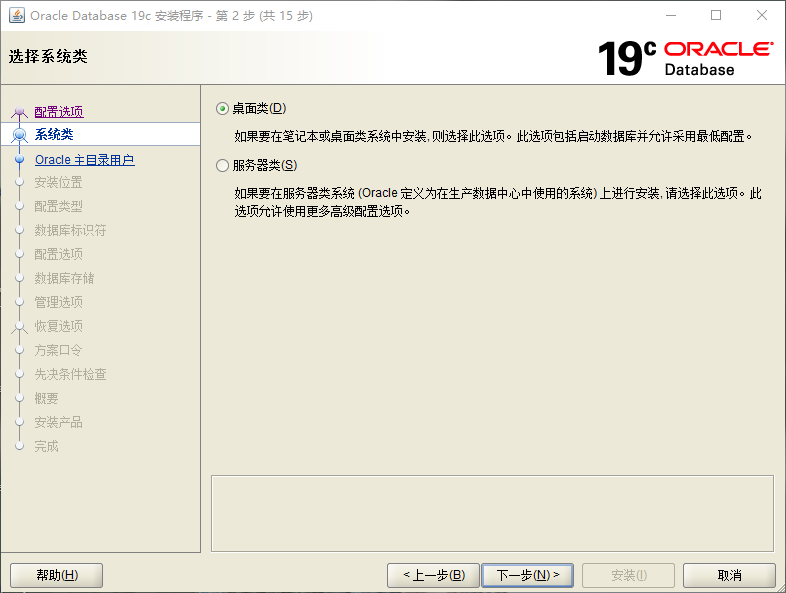 Oracle Database 19c 安装程序 - 第 2 步 (共 15 步)
选择系统类
19c ORACLE
Database
配置选项
系统类
Oracle 主目录用户
安装位置
配置类型
数据库标识符
配置选项
数据库存储
管理选项
恢复选项
方案口令
先决条件检查
概要
安装产品
完成
桌面类(D)
如果要在笔记本或桌面类系统中安装,则选择此选项。此选项包括启动数据库并允许采用最低配置。
服务器类(S)
如果要在服务器类系统 (Oracle 定义为在生产数据中心中使用的系统) 上进行安装,请选择此选项。此
选项允许使用更多高级配置选项。
帮助(H)
< 上一步(B)
下一步(N) >
安装(I)
取消